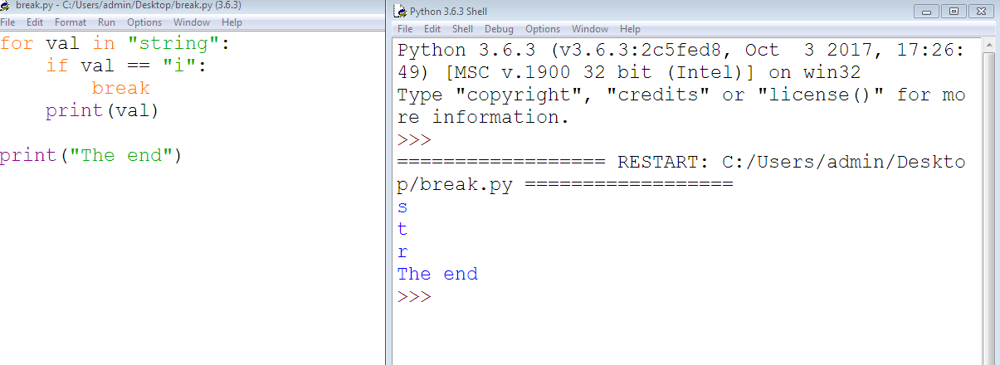 break.py - C:/Users/admin/Desktop/break.py (3.6.3)
File Edit Format Run Options Window Help
for val in "string":
    if val == "i":
        break
    print(val)

print("The end")
Python 3.6.3 Shell
File Edit Shell Debug Options Window Help
Python 3.6.3 (v3.6.3:2c5fed8, Oct  3 2017, 17:26:
49) [MSC v.1900 32 bit (Intel)] on win32
Type "copyright", "credits" or "license()" for mo
re information.
>>>
================== RESTART: C:/Users/admin/Deskto
p/break.py ==================
s
t
r
The end
>>>